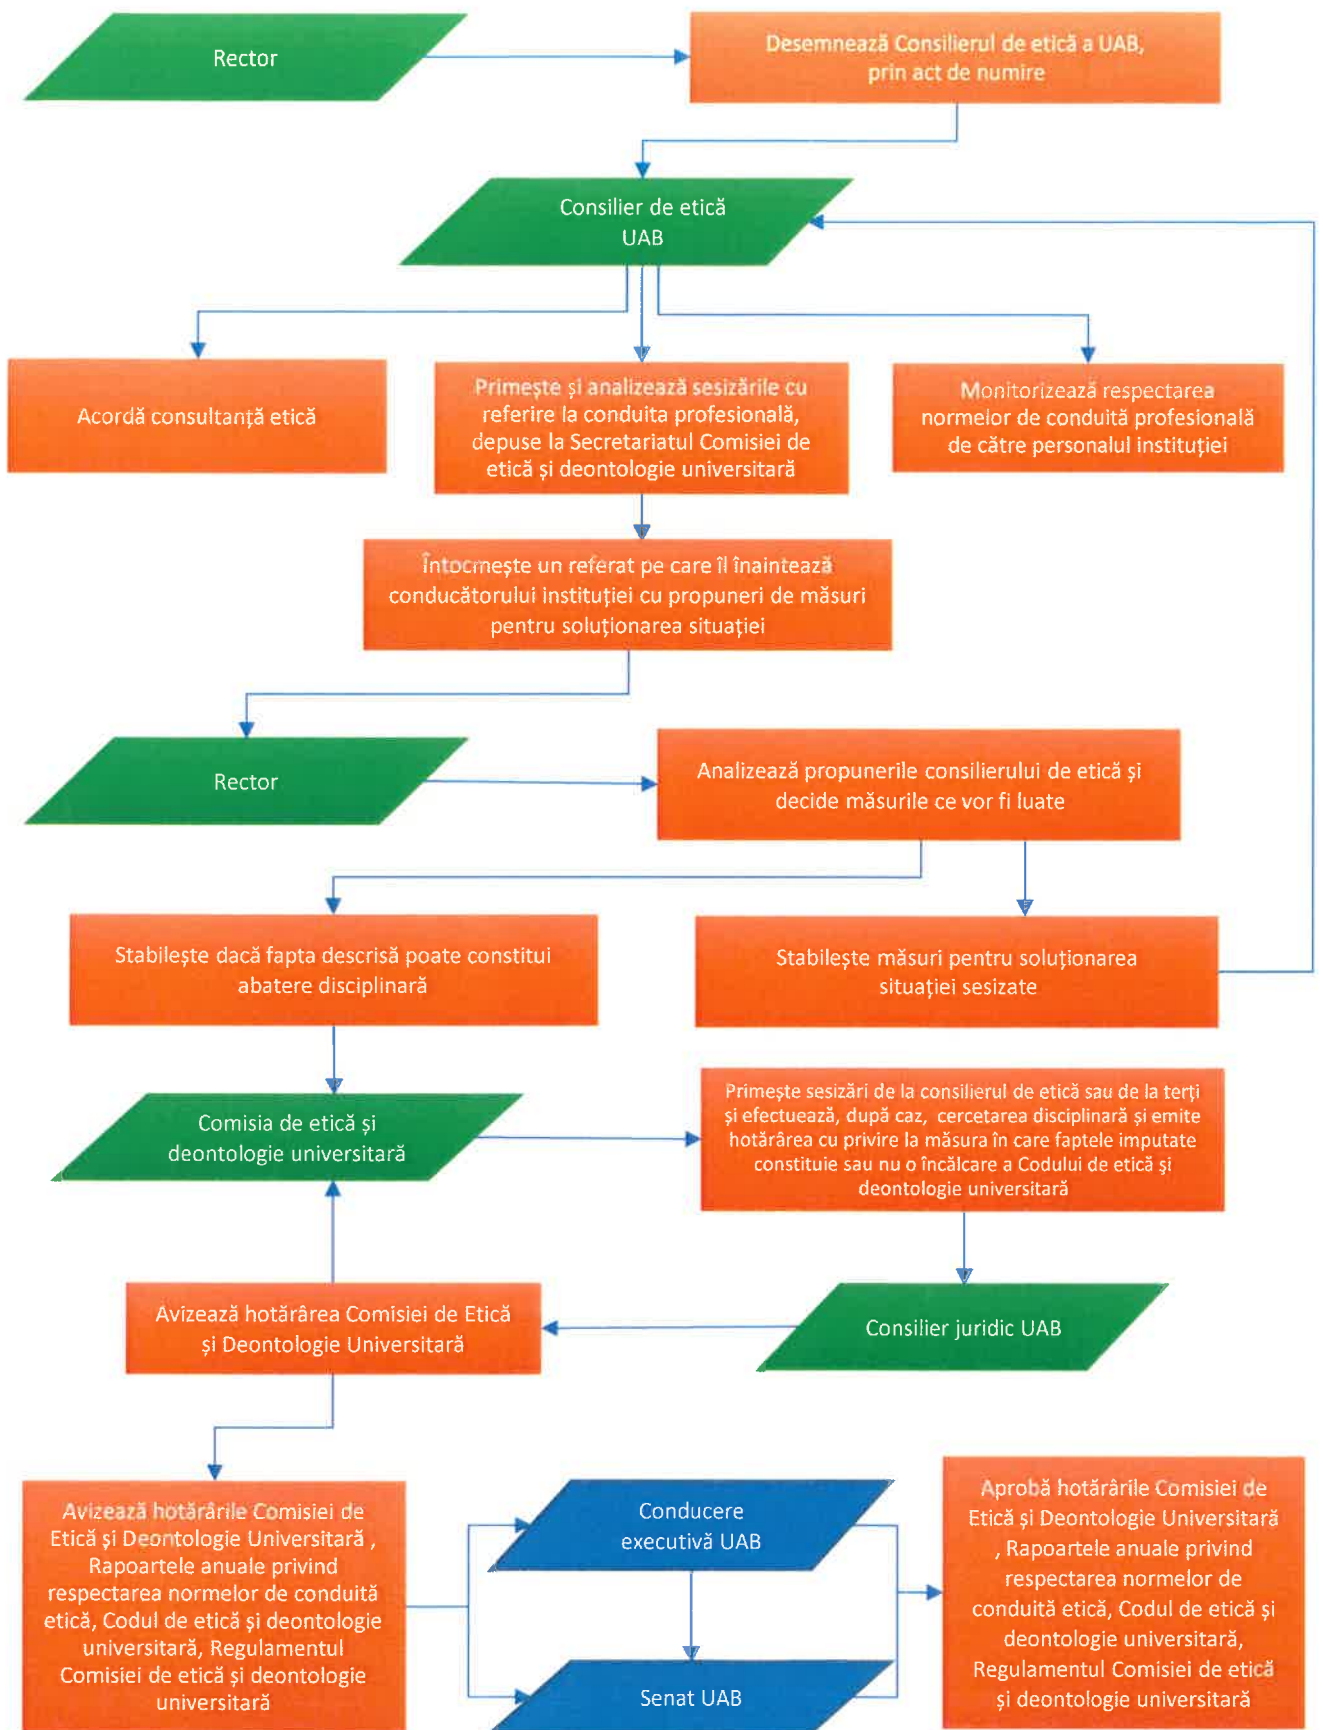 Rector
Desemnează Consilierul de etică a UAB,
prin act de numire
Consilier de etică
UAB
Acordă consultanță etică
Primește și analizează sesizările cu
referire la conduita profesională,
depuse la Secretariatul Comisiei de
etică și deontologie universitară
Monitorizează respectarea
normelor de conduită profesională
de către personalul instituției
Întocmește un referat pe care îl înaintează
conducătorului instituției cu propuneri de măsuri
pentru soluționarea situației
Rector
Analizează propunerile consilierului de etică și
decide măsurile ce vor fi luate
Stabilește dacă fapta descrisă poate constitui
abatere disciplinară
Stabilește măsuri pentru soluționarea
situației sesizate
Comisia de etică și
deontologie universitară
Primește sesizări de la consilierul de etică sau de la terți
și efectuează, după caz, cercetarea disciplinară și emite
hotărârea cu privire la măsura în care faptele imputate
constituie sau nu o încălcare a Codului de etică și
deontologie universitară
Avizează hotărârea Comisiei de Etică
și Deontologie Universitară
Consilier juridic UAB
Avizează hotărârile Comisiei de
Etică și Deontologie Universitară ,
Rapoartele anuale privind
respectarea normelor de conduită
etică, Codul de etică și deontologie
universitară, Regulamentul
Comisiei de etică și deontologie
universitară
Conducere
executivă UAB
Senat UAB
Aprobă hotărârile Comisiei de
Etică și Deontologie Universitară
, Rapoartele anuale privind
respectarea normelor de
conduită etică, Codul de etică și
deontologie universitară,
Regulamentul Comisiei de etică
și deontologie universitară